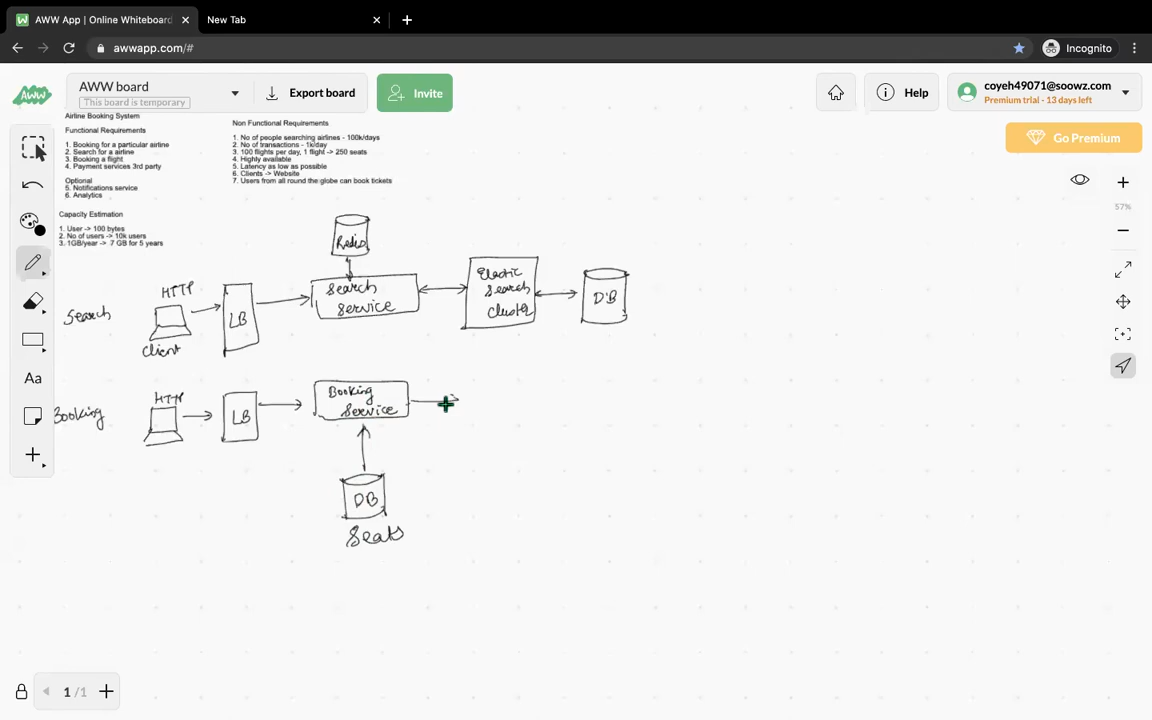 AWW App | Online Whiteboard
New Tab
awwapp.com/#
Incognito
AWW
AWW board
This board is temporary
Export board
Invite
Help
coyeh49071@soowz.com
Premium trial - 13 days left
Go Premium
57%
Airline Booking System
Functional Requirements
1. Booking for a particular airline
2. Search for a airline
3. Booking a flight
4. Payment services 3rd party
Optional
5. Notifications service
6. Analytics
Non Functional Requirements
1. No of people searching airlines - 100k/days
2. No of transactions - 1k/day
3. 100 flights per day, 1 flight -> 250 seats
4. Highly available
5. Latency as low as possible
6. Clients -> Website
7. Users from all round the globe can book tickets
Capacity Estimation
1. User -> 100 bytes
2. No of users -> 10k users
3. 1GB/year -> 7 GB for 5 years
Redis
Search
HTTP
Client
LB
Search
Service
Elastic
Search
Cluster
DB
Booking
HTTP
LB
Booking
Service
DB
Seats
Aa
1 /1